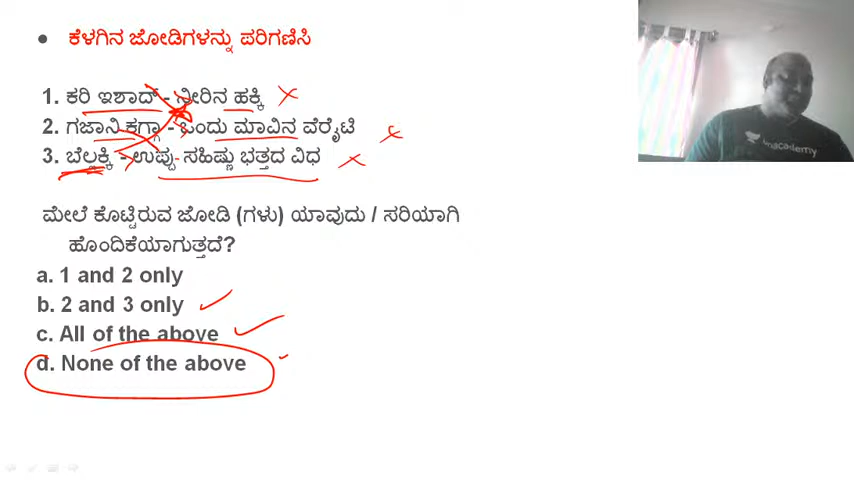 ಕೆಳಗಿನ ಜೋಡಿಗಳನ್ನು ಪರಿಗಣಿಸಿ
1. ಕರಿ ಇಶಾದ್ - ನೀರಿನ ಹಕ್ಕಿ
2. ಗಜಾನಿ ಕಗ್ಗಾ - ಒಂದು ಮಾವಿನ ವೆರೈಟಿ
3. ಬೆಲ್ಲಕ್ಕಿ - ಉಪ್ಪು- ಸಹಿಷ್ಣು ಭತ್ತದ ವಿಧ
ಮೇಲೆ ಕೊಟ್ಟಿರುವ ಜೋಡಿ (ಗಳು) ಯಾವುದು / ಸರಿಯಾಗಿ
ಹೊಂದಿಕೆಯಾಗುತ್ತದೆ?
a. 1 and 2 only
b. 2 and 3 only
c. All of the above
d. None of the above